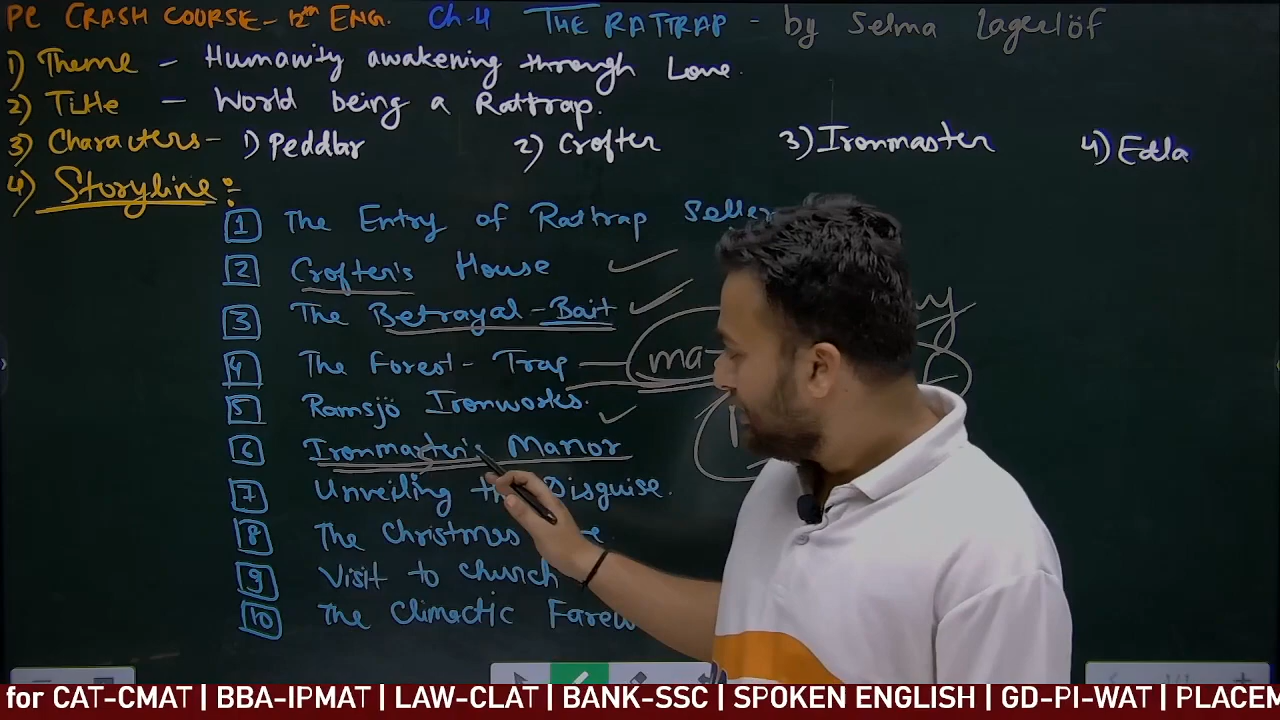 PC CRASH COURSE - 12th ENG. Ch-4 THE RATTRAP - by Selma Lagerlöf
1) Theme - Humanity awakening through Love.
2) Title - World being a Rattrap.
3) Characters - 1) Peddlar 2) Crofter 3) Ironmaster 4) Edla
4) Storyline :-
1 The Entry of Rattrap Seller
2 Crofter's House
3 The Betrayal - Bait
4 The Forest - Trap
5 Ramsjö Ironworks.
6 Ironmaster's Manor
7 Unveiling the Disguise.
8 The Christmas
9 Visit to Church
10 The Climactic
for CAT-CMAT | BBA-IPMAT | LAW-CLAT | BANK-SSC | SPOKEN ENGLISH | GD-PI-WAT | PLACEM